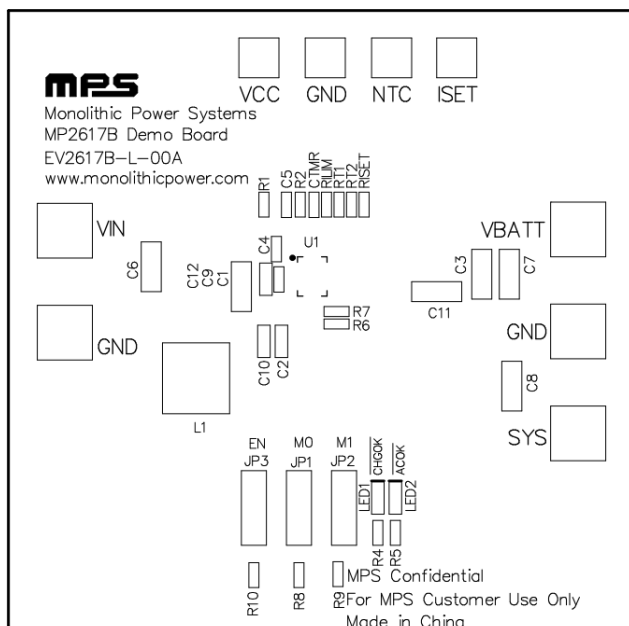 VCC GND NTC ISET
MPS
Monolithic Power Systems
MP2617B Demo Board
EV2617B-L-00A
www.monolithicpower.com
R1 C5 R2 CTMR RILIM RT1 RT2 RISET
VIN
VBATT
C6 C12 C9 C1 C4 U1
C3 C7
C11
R7
R6
GND
GND
C10 C2
C8
L1
SYS
EN M0 M1
JP3 JP1 JP2
CHGOK ACOK
LED1 LED2
R4 R5
R10 R8 R9
MPS Confidential
For MPS Customer Use Only
Made in China